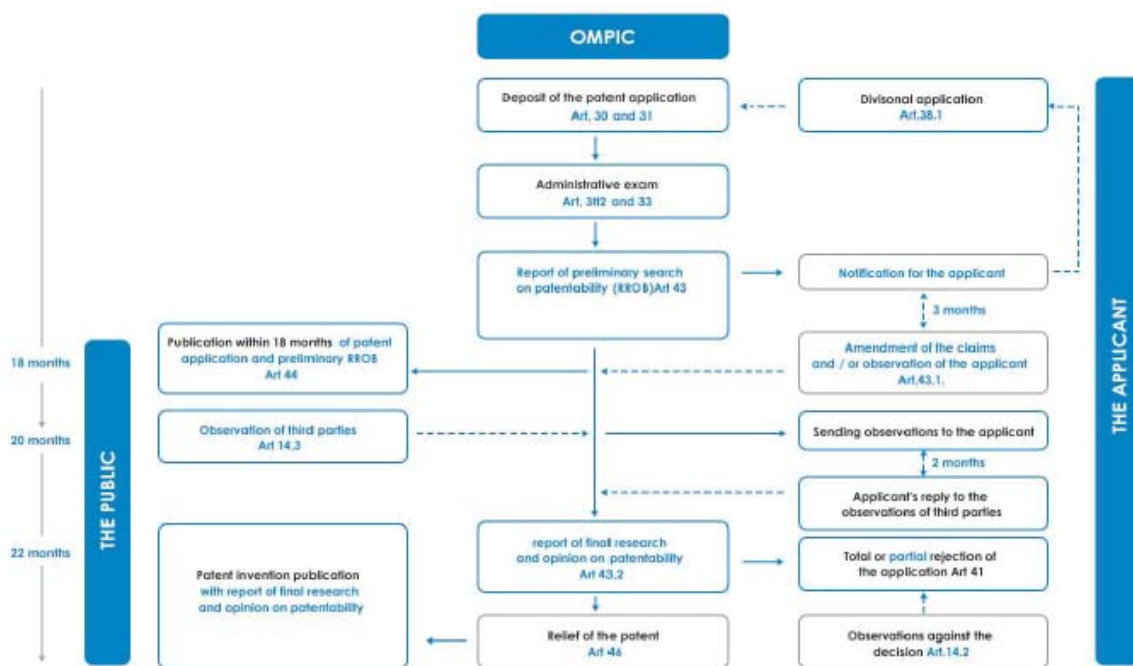 OMPIC
Deposit of the patent application
Art, 30 and 31
Divisonal application
Art.38.1
Administrative exam
Art, 3tt2 and 33
Report of preliminary search
on patentability (RROB)Art 43
Notification for the applicant
3 months
Publication within 18 months of patent
application and preliminary RROB
Art 44
Amendment of the claims
and / or observation of the applicant
Art.43.1.
18 months
Observation of third parties
Art 14.3
Sending observations to the applicant
20 months
2 months
Applicant's reply to the
observations of third parties
report of final research
and opinion on patentability
Art 43.2
Total or partial rejection of
the application Art 41
22 months
Patent invention publication
with report of final research
and opinion on patentability
Relief of the patent
Art 46
Observations against the
decision Art.14.2
THE PUBLIC
THE APPLICANT